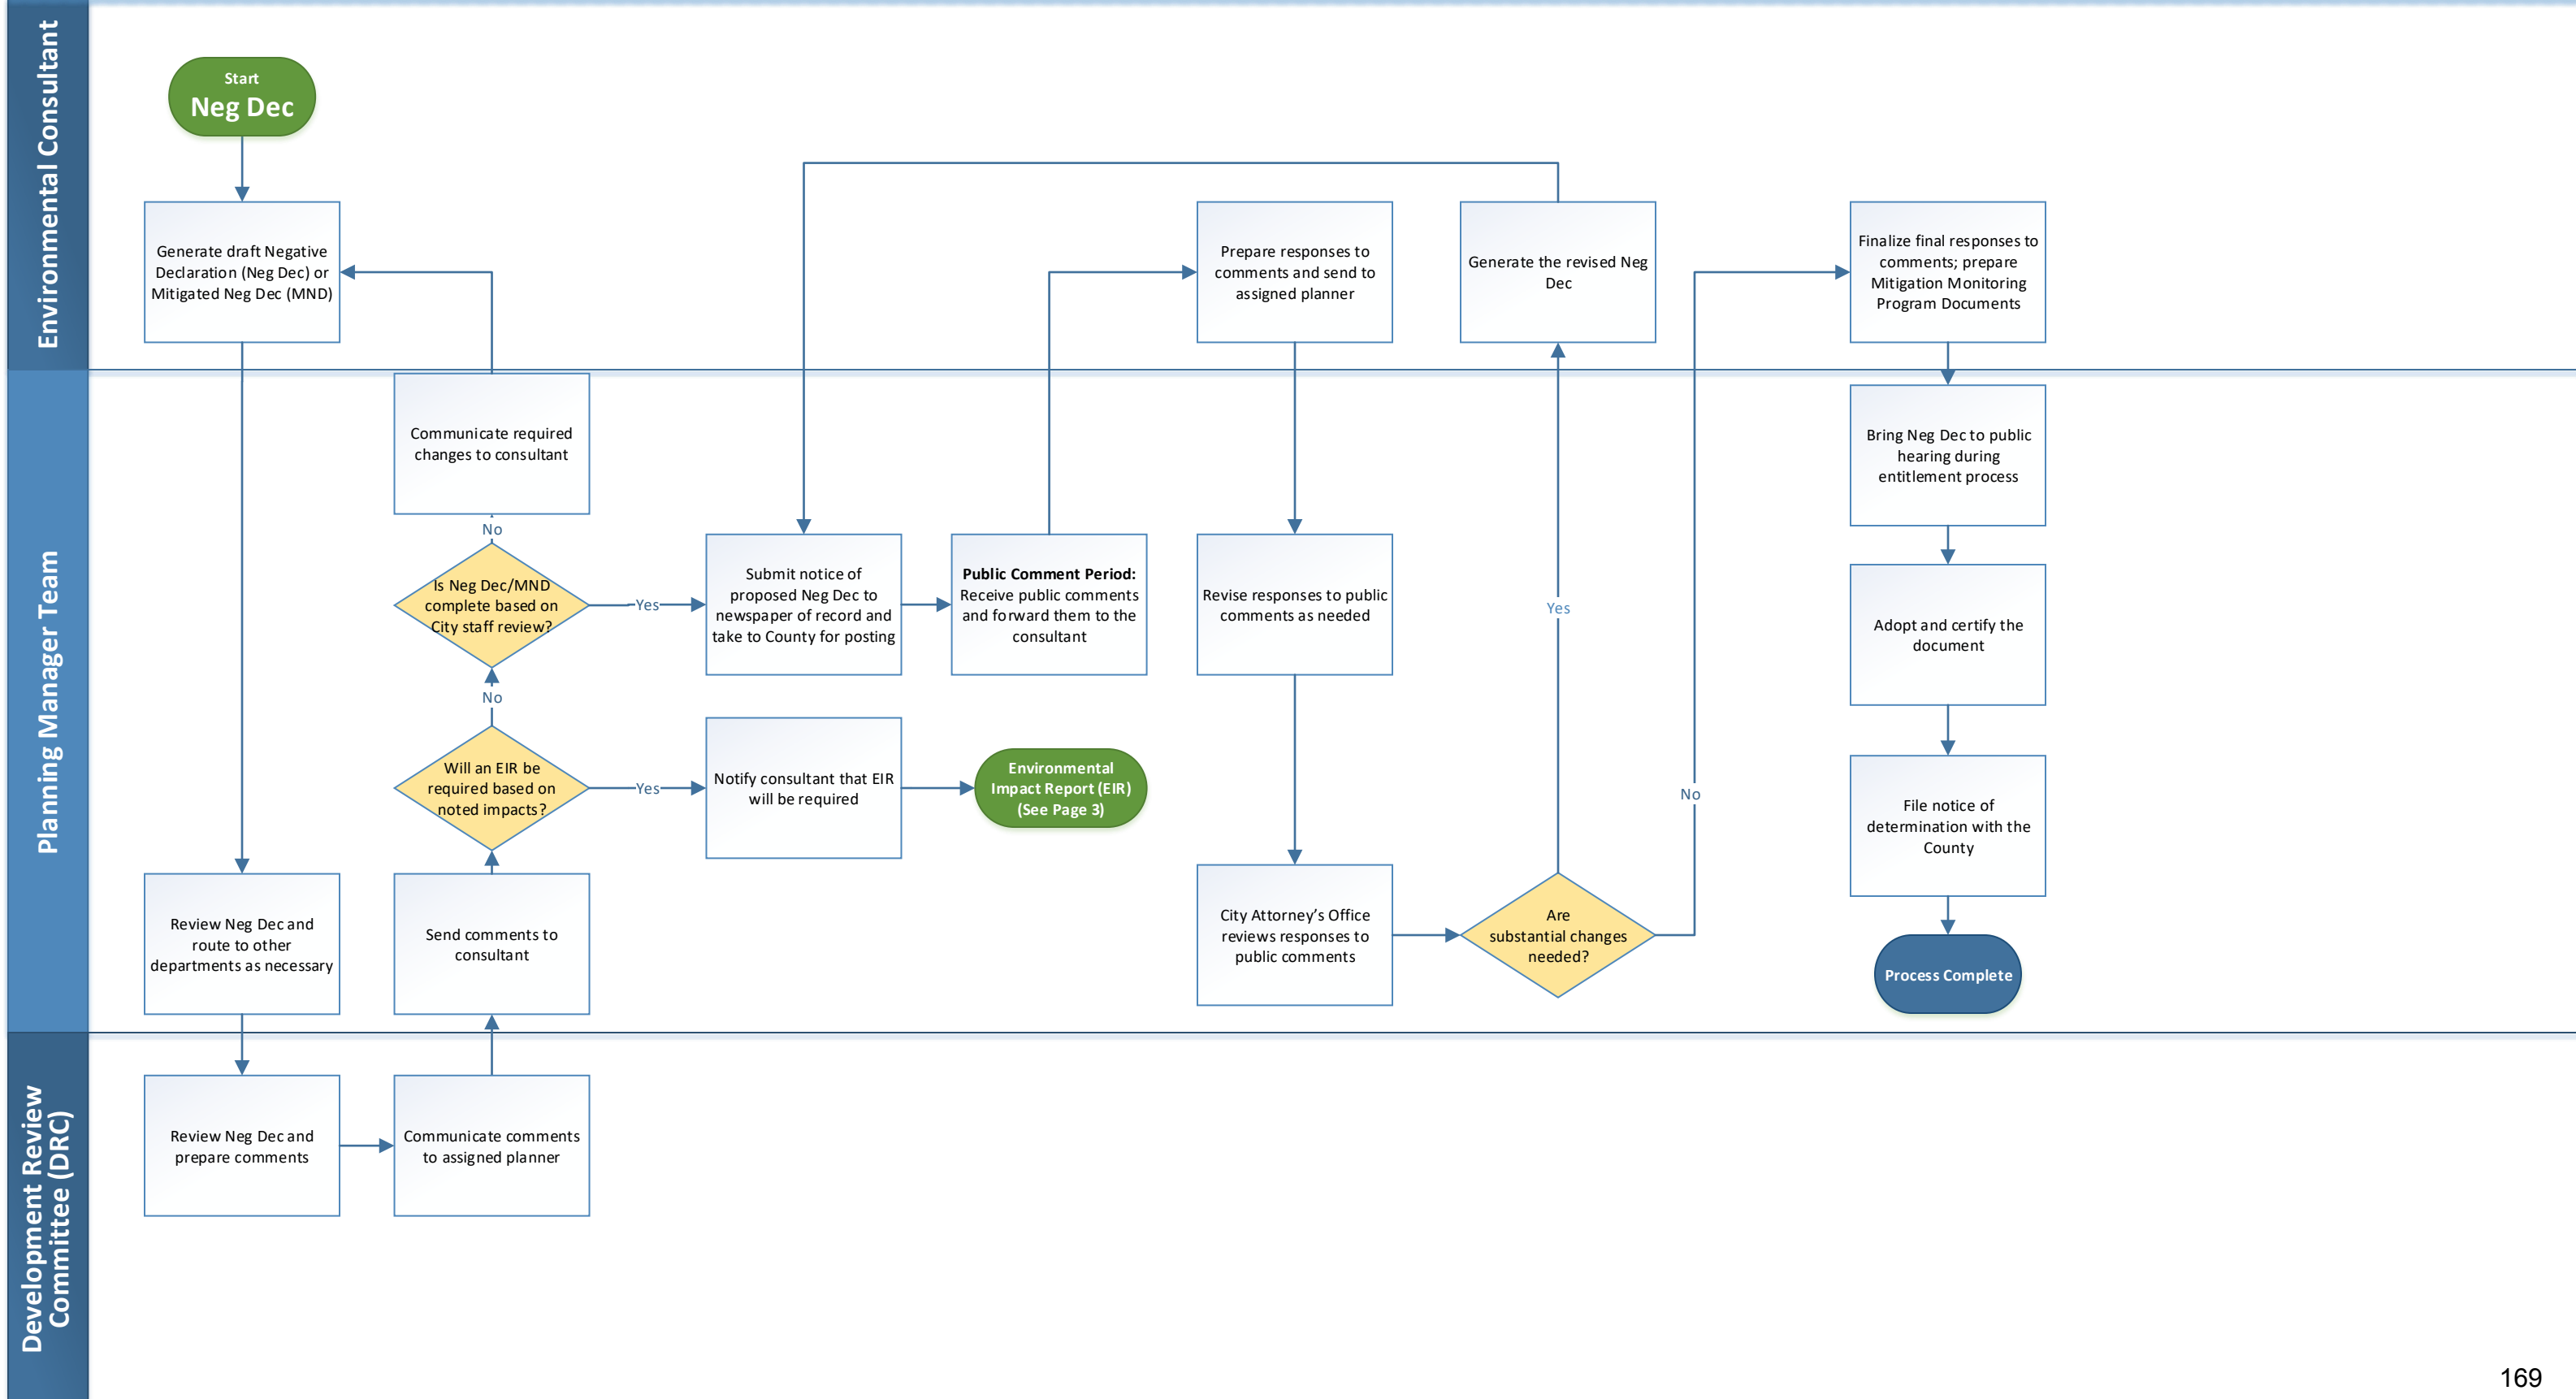 Environmental Consultant
Start
Neg Dec
Generate draft Negative
Declaration (Neg Dec) or
Mitigated Neg Dec (MND)
Prepare responses to
comments and send to
assigned planner
Generate the revised Neg
Dec
Finalize final responses to
comments; prepare
Mitigation Monitoring
Program Documents
Planning Manager Team
Communicate required
changes to consultant
No
Is Neg Dec/MND
complete based on
City staff review?
Yes
Submit notice of
proposed Neg Dec to
newspaper of record and
take to County for posting
Public Comment Period:
Receive public comments
and forward them to the
consultant
Revise responses to public
comments as needed
Yes
Bring Neg Dec to public
hearing during
entitlement process
Adopt and certify the
document
No
Will an EIR be
required based on
noted impacts?
Yes
Notify consultant that EIR
will be required
Environmental
Impact Report (EIR)
(See Page 3)
No
File notice of
determination with the
County
Review Neg Dec and
route to other
departments as necessary
Send comments to
consultant
City Attorney’s Office
reviews responses to
public comments
Are
substantial changes
needed?
Process Complete
Development Review
Committee (DRC)
Review Neg Dec and
prepare comments
Communicate comments
to assigned planner
169